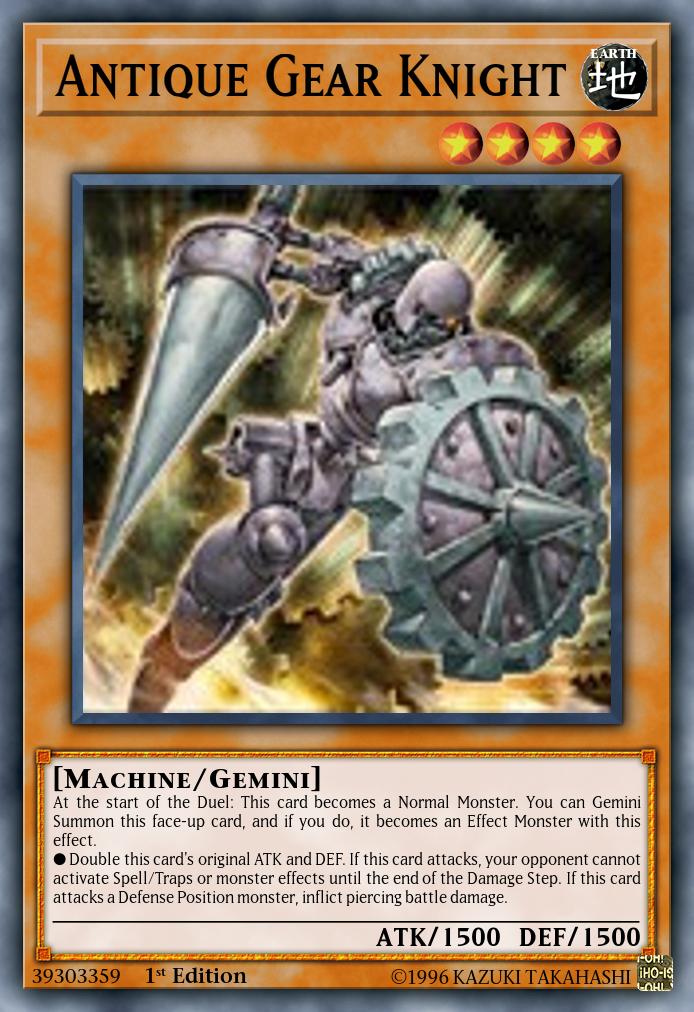 Antique Gear Knight
EARTH
地
[Machine/Gemini]
At the start of the Duel: This card becomes a Normal Monster. You can Gemini
Summon this face-up card, and if you do, it becomes an Effect Monster with this
effect.
●Double this card's original ATK and DEF. If this card attacks, your opponent cannot
activate Spell/Traps or monster effects until the end of the Damage Step. If this card
attacks a Defense Position monster, inflict piercing battle damage.
ATK/1500 DEF/1500
39303359 1st Edition ©1996 KAZUKI TAKAHASHI